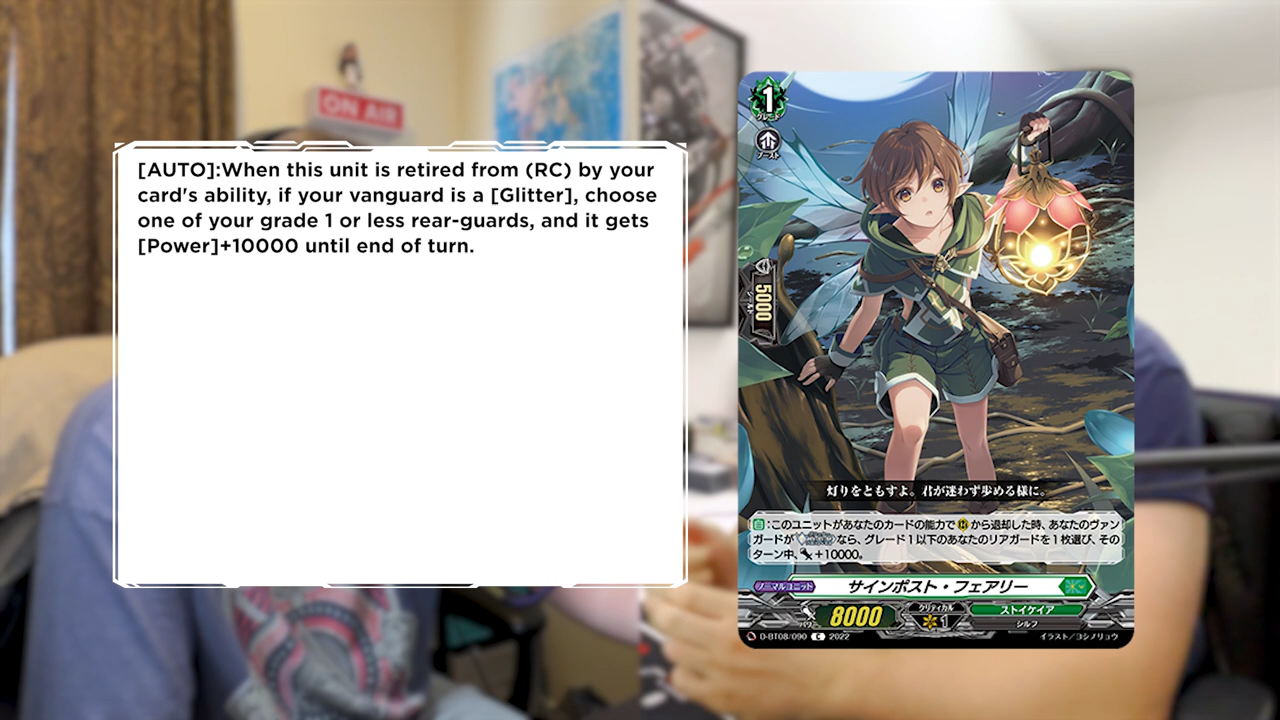 ON AIR
[AUTO]:When this unit is retired from (RC) by your
card's ability, if your vanguard is a [Glitter], choose
one of your grade 1 or less rear-guards, and it gets
[Power]+10000 until end of turn.
1
グレード
ブースト
5000
シールド
灯りをともすよ。君が迷わず歩める様に。
自:このユニットがあなたのカードの能力でRから退却した時、あなたのヴァン
ガードが
なら、グレード1以下のあなたのリアガードを1枚選び、その
ターン中、+10000。
ノーマルユニット
サインポスト・フェアリー
パワー
8000
クリティカル
1
ストイケイア
シルフ
D-BT08/090 C 2022
イラスト/ヨシノリョウ